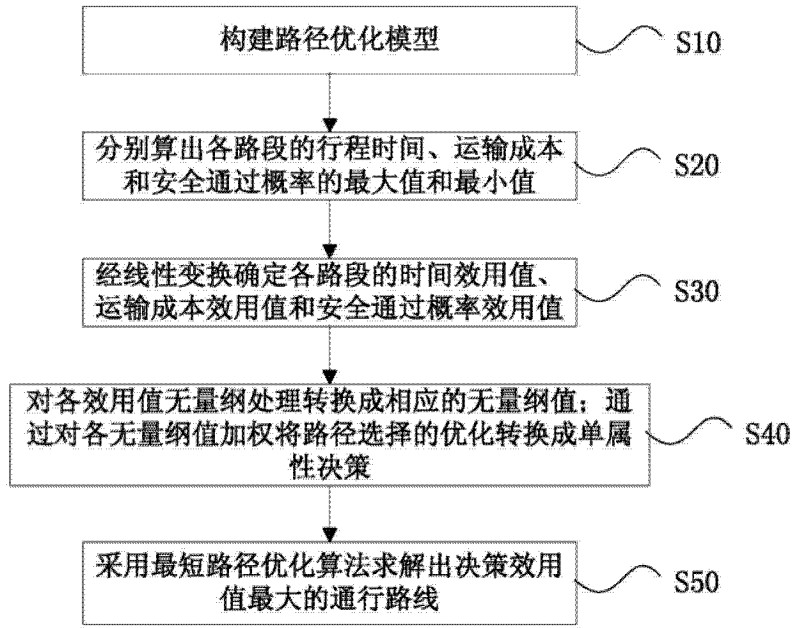 构建路径优化模型
S10
分别算出各路段的行程时间、运输成本
和安全通过概率的最大值和最小值
S20
经线性变换确定各路段的时间效用值、
运输成本效用值和安全通过概率效用值
S30
对各效用值无量纲处理转换成相应的无量纲值；通
过对各无量纲值加权将路径选择的优化转换成单属
性决策
S40
采用最短路径优化算法求解出决策效用
值最大的通行路线
S50